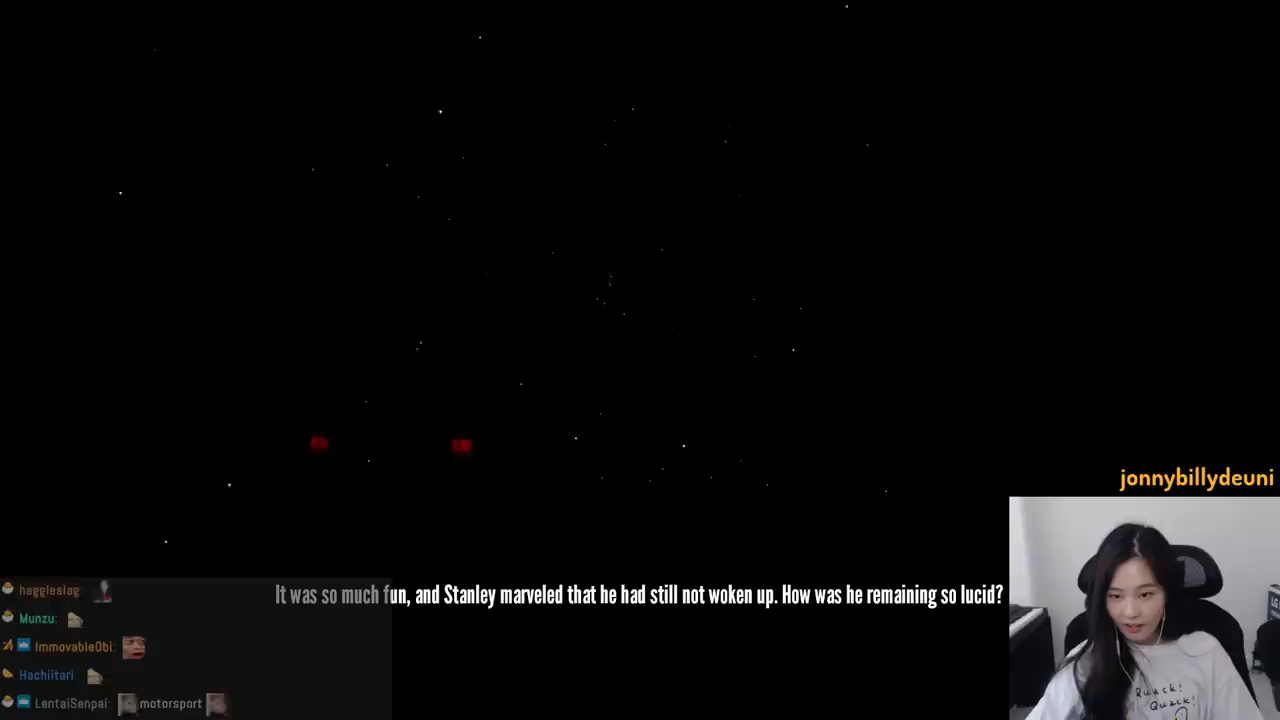 jonnybillydeuni
haggleslag
It was so much fun, and Stanley marveled that he had still not woken up. How was he remaining so lucid?
Munzu:
ImmovableObi:
Hachiitari
LentaiSenpai: motorsport
Quack!
Quack!